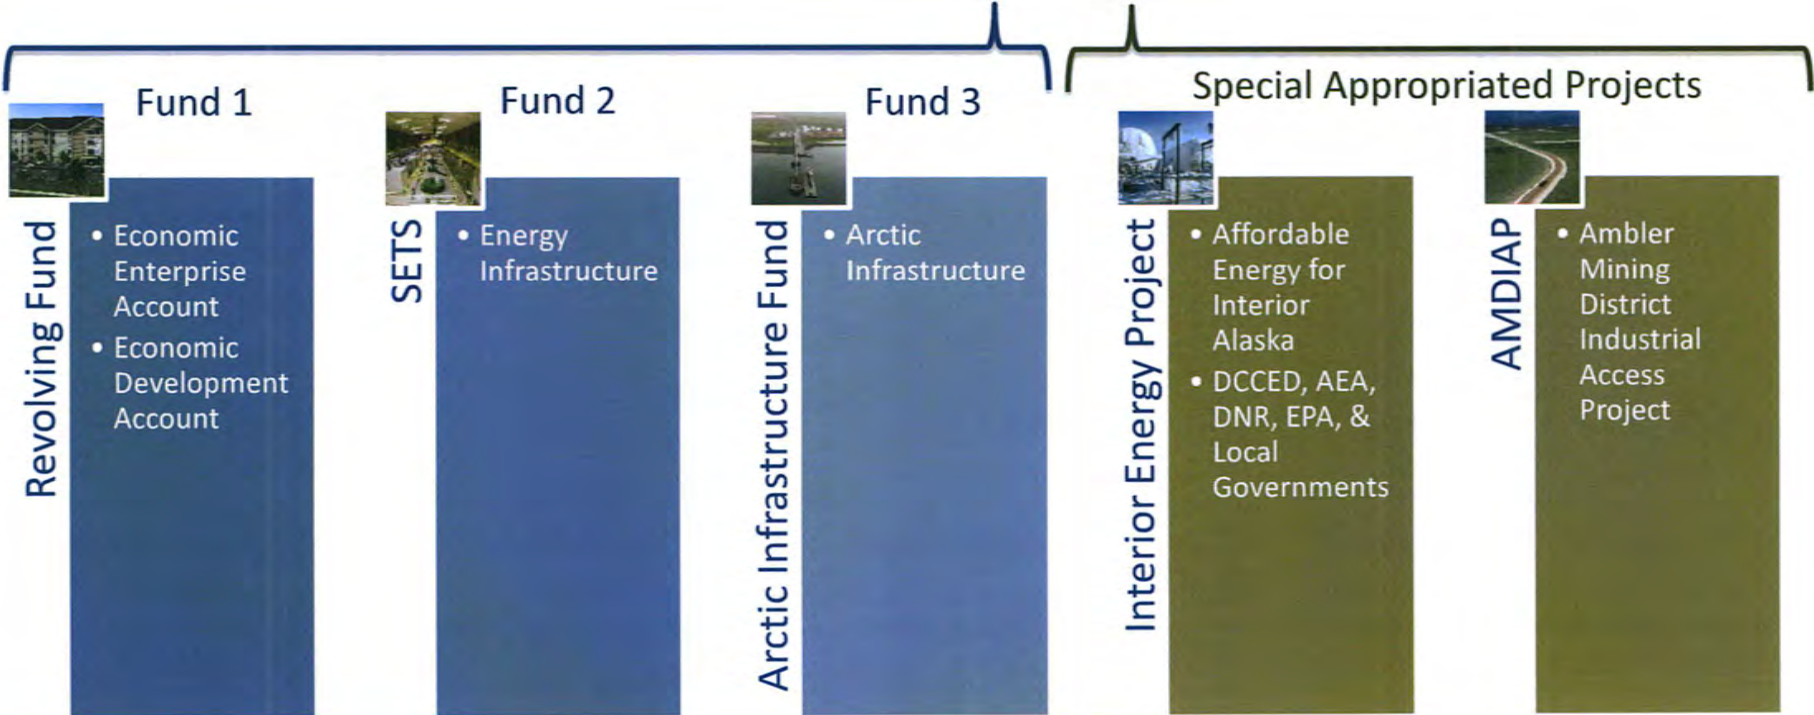 Fund 1
Revolving Fund
• Economic
Enterprise
Account
• Economic
Development
Account
Fund 2
SETS
• Energy
Infrastructure
Fund 3
Arctic Infrastructure Fund
• Arctic
Infrastructure
Special Appropriated Projects
Interior Energy Project
• Affordable
Energy for
Interior
Alaska
• DCCED, AEA,
DNR, EPA, &
Local
Governments
AMDIAP
• Ambler
Mining
District
Industrial
Access
Project